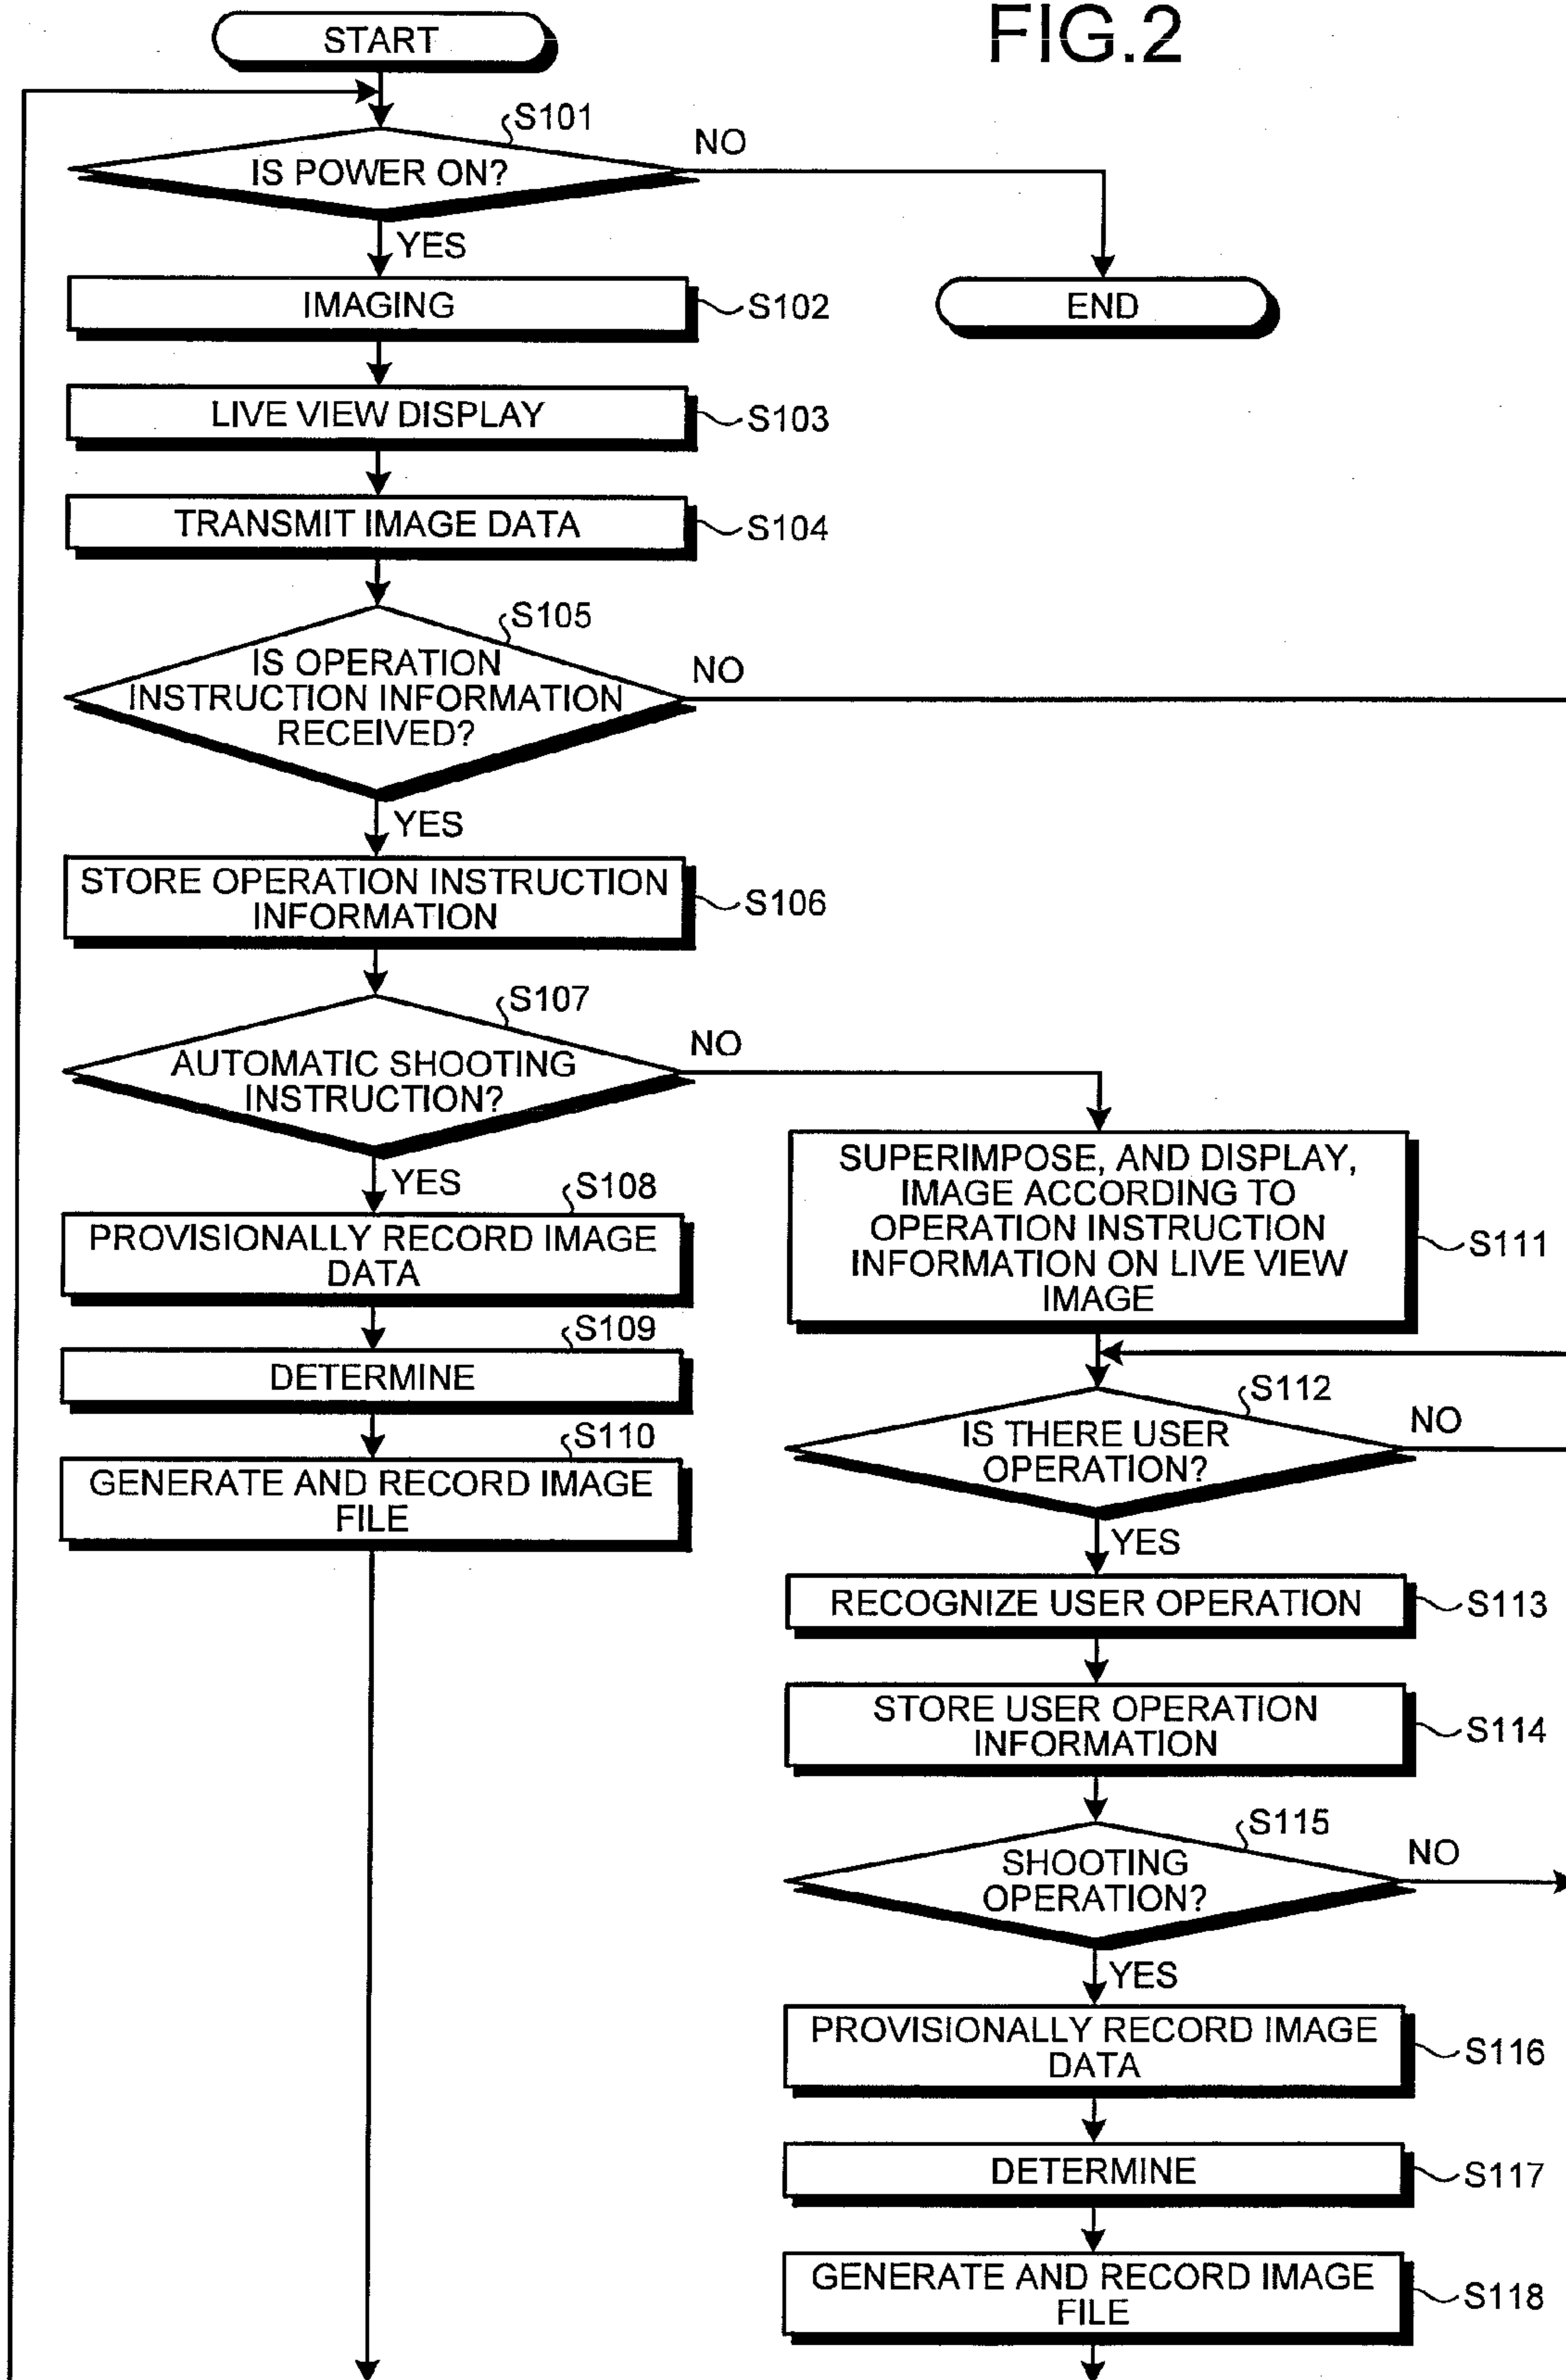 FIG.2
START
S101
IS POWER ON?
NO
YES
IMAGING
S102
END
LIVE VIEW DISPLAY
S103
TRANSMIT IMAGE DATA
S104
S105
IS OPERATION
INSTRUCTION INFORMATION
RECEIVED?
NO
YES
STORE OPERATION INSTRUCTION
INFORMATION
S106
S107
AUTOMATIC SHOOTING
INSTRUCTION?
NO
YES
S108
PROVISIONALLY RECORD IMAGE
DATA
S109
DETERMINE
S110
GENERATE AND RECORD IMAGE
FILE
SUPERIMPOSE, AND DISPLAY,
IMAGE ACCORDING TO
OPERATION INSTRUCTION
INFORMATION ON LIVE VIEW
IMAGE
S111
S112
IS THERE USER
OPERATION?
NO
YES
RECOGNIZE USER OPERATION
S113
STORE USER OPERATION
INFORMATION
S114
S115
SHOOTING
OPERATION?
NO
YES
PROVISIONALLY RECORD IMAGE
DATA
S116
DETERMINE
S117
GENERATE AND RECORD IMAGE
FILE
S118